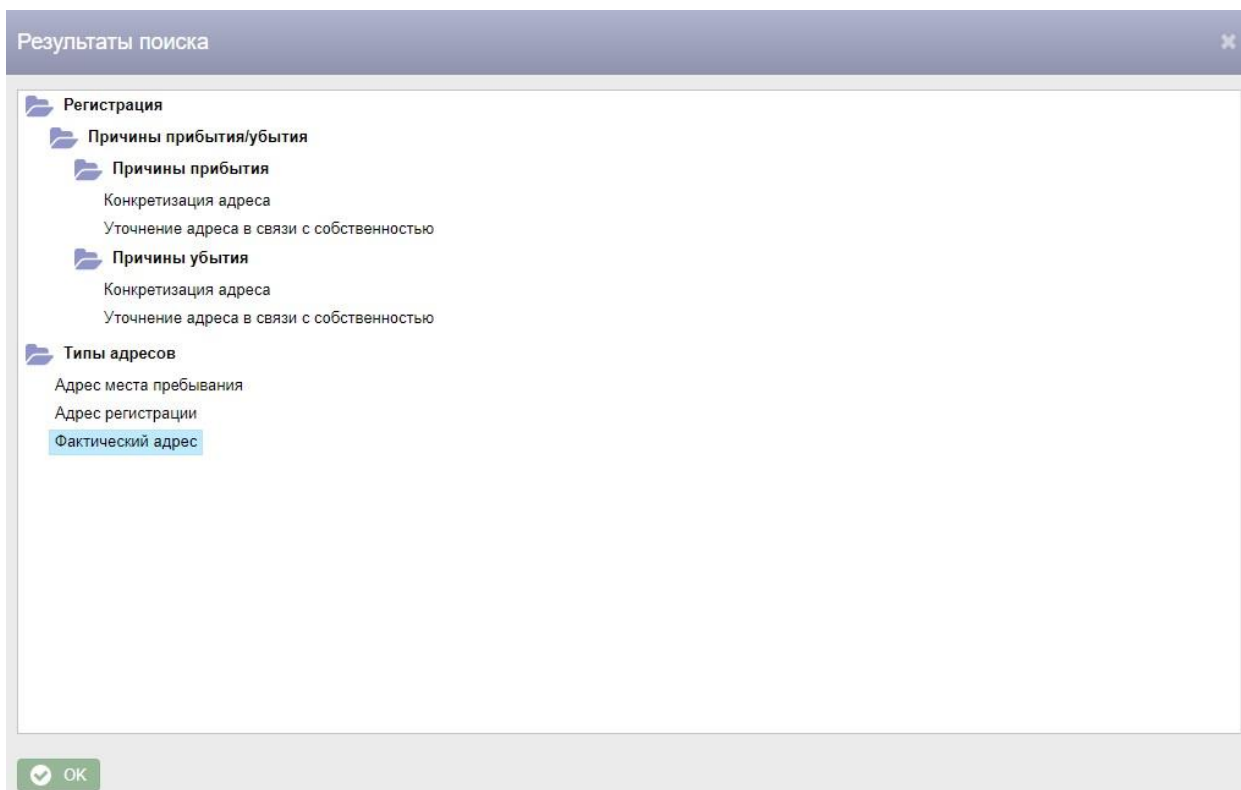 Результаты поиска
Регистрация
Причины прибытия/убытия
Причины прибытия
Конкретизация адреса
Уточнение адреса в связи с собственностью
Причины убытия
Конкретизация адреса
Уточнение адреса в связи с собственностью
Типы адресов
Адрес места пребывания
Адрес регистрации
Фактический адрес
OK